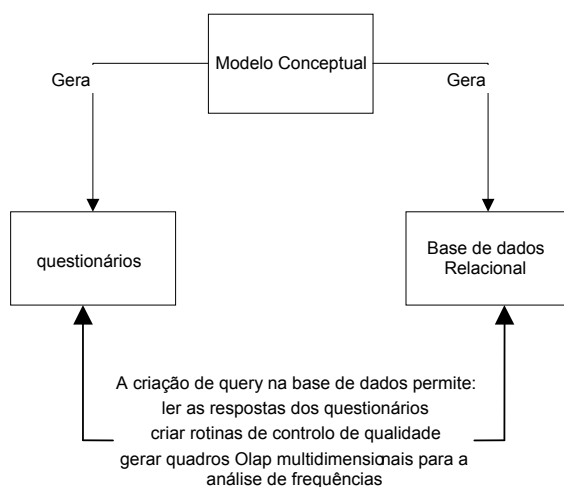 Modelo Conceptual
Gera
Gera
questionários
Base de dados
Relacional
A criação de query na base de dados permite:
ler as respostas dos questionários
criar rotinas de controlo de qualidade
gerar quadros Olap multidimensionais para a
análise de frequências